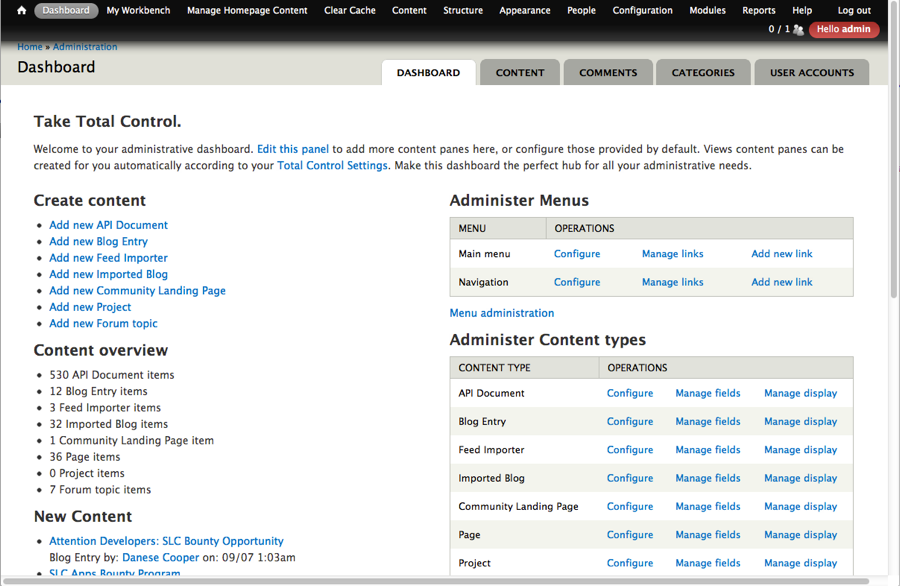 Dashboard My Workbench Manage Homepage Content Clear Cache Content Structure Appearance People Configuration Modules Reports Help Log out
0 / 1 Hello admin
Home » Administration
Dashboard
DASHBOARD CONTENT COMMENTS CATEGORIES USER ACCOUNTS
Take Total Control.
Welcome to your administrative dashboard. Edit this panel to add more content panes here, or configure those provided by default. Views content panes can be
created for you automatically according to your Total Control Settings. Make this dashboard the perfect hub for all your administrative needs.
Create content
Add new API Document
Add new Blog Entry
Add new Feed Importer
Add new Imported Blog
Add new Community Landing Page
Add new Project
Add new Forum topic
Content overview
530 API Document items
12 Blog Entry items
3 Feed Importer items
32 Imported Blog items
1 Community Landing Page item
36 Page items
0 Project items
7 Forum topic items
New Content
Attention Developers: SLC Bounty Opportunity
Blog Entry by: Danese Cooper on: 09/07 1:03am
SLC Apps Bounty Program
Administer Menus
MENU OPERATIONS
Main menu Configure Manage links Add new link
Navigation Configure Manage links Add new link
Menu administration
Administer Content types
CONTENT TYPE OPERATIONS
API Document Configure Manage fields Manage display
Blog Entry Configure Manage fields Manage display
Feed Importer Configure Manage fields Manage display
Imported Blog Configure Manage fields Manage display
Community Landing Page Configure Manage fields Manage display
Page Configure Manage fields Manage display
Project Configure Manage fields Manage display